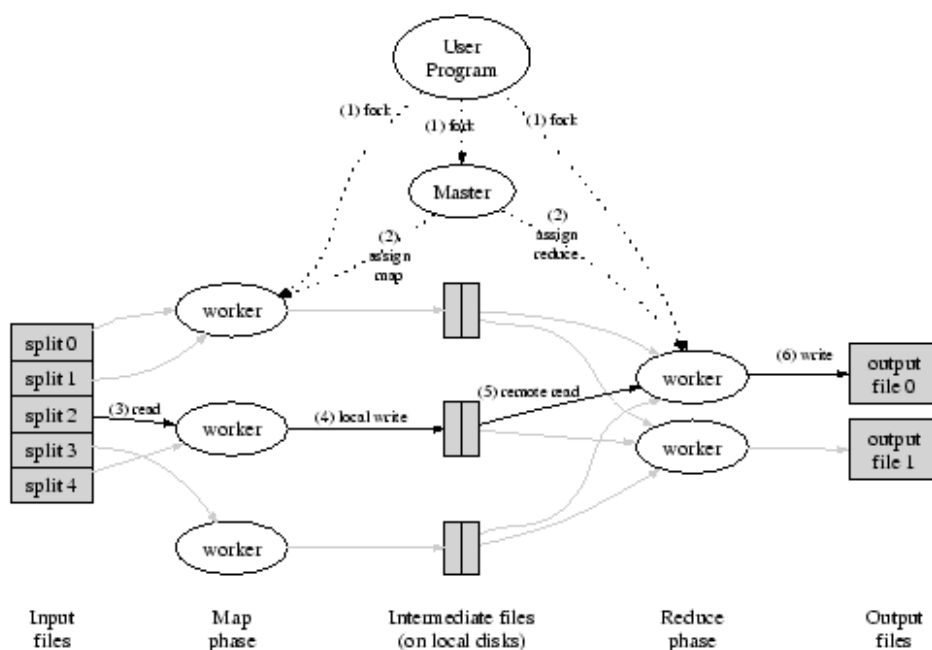 User
Program
(1) fork
(1) fork
(1) fork
Master
(2)
assign
map
(2)
assign
reduce
worker
split 0
split 1
split 2
split 3
split 4
(3) read
worker
(4) local write
(5) remote read
worker
(6) write
output
file 0
worker
output
file 1
worker
Input
files
Map
phase
Intermediate files
(on local disks)
Reduce
phase
Output
files